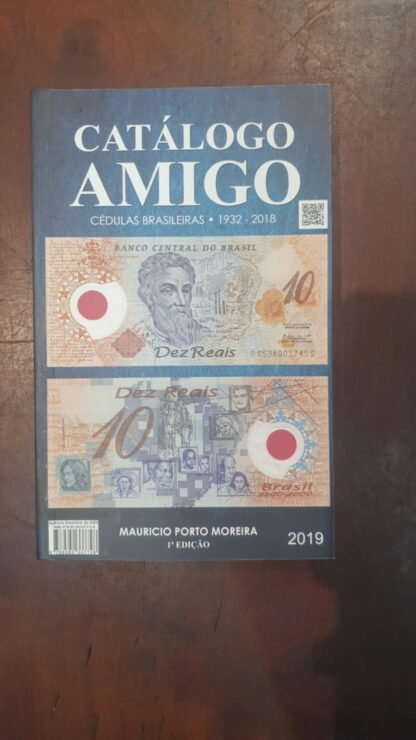 CATÁLOGO
AMIGO
CÉDULAS BRASILEIRAS • 1932 - 2018
BANCO CENTRAL DO BRASIL
10
Dez Reais
Dez Reais
10
Brasil
1500-2000
MAURICIO PORTO MOREIRA
1ª EDIÇÃO
2019